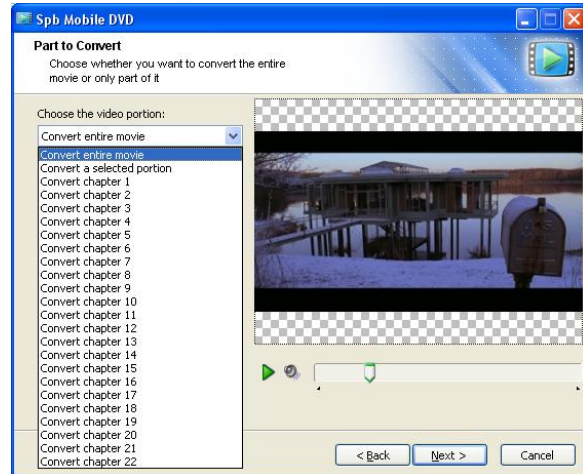 Spb Mobile DVD
Part to Convert
Choose whether you want to convert the entire
movie or only part of it
Choose the video portion:
Convert entire movie
Convert entire movie
Convert a selected portion
Convert chapter 1
Convert chapter 2
Convert chapter 3
Convert chapter 4
Convert chapter 5
Convert chapter 6
Convert chapter 7
Convert chapter 8
Convert chapter 9
Convert chapter 10
Convert chapter 11
Convert chapter 12
Convert chapter 13
Convert chapter 14
Convert chapter 15
Convert chapter 16
Convert chapter 17
Convert chapter 18
Convert chapter 19
Convert chapter 20
Convert chapter 21
Convert chapter 22
< Back Next > Cancel